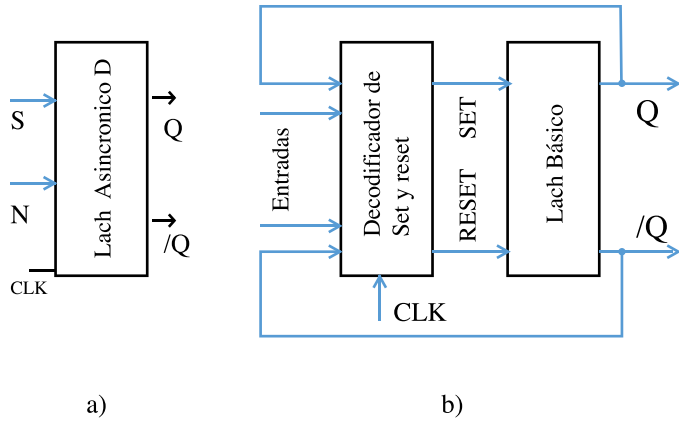 S
N
CLK
Lach Asincronico D
Q
/Q
a)
Entradas
Decodificador de
Set y reset
CLK
SET
RESET
Lach Básico
Q
/Q
b)